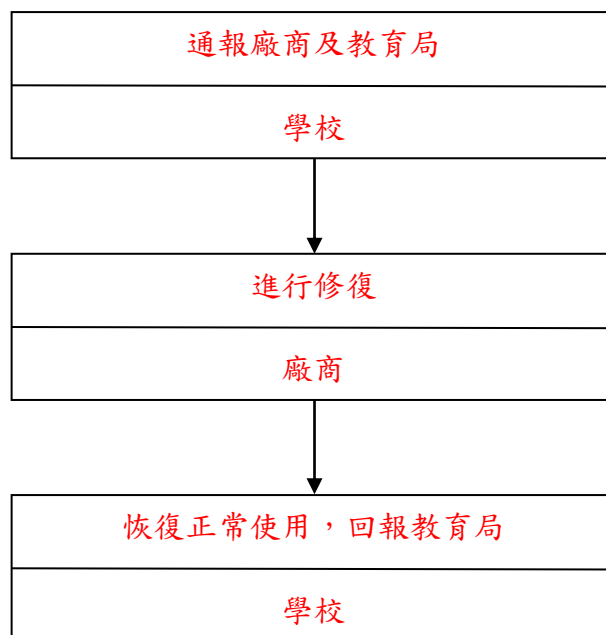 通報廠商及教育局
學校
進行修復
廠商
恢復正常使用，回報教育局
學校